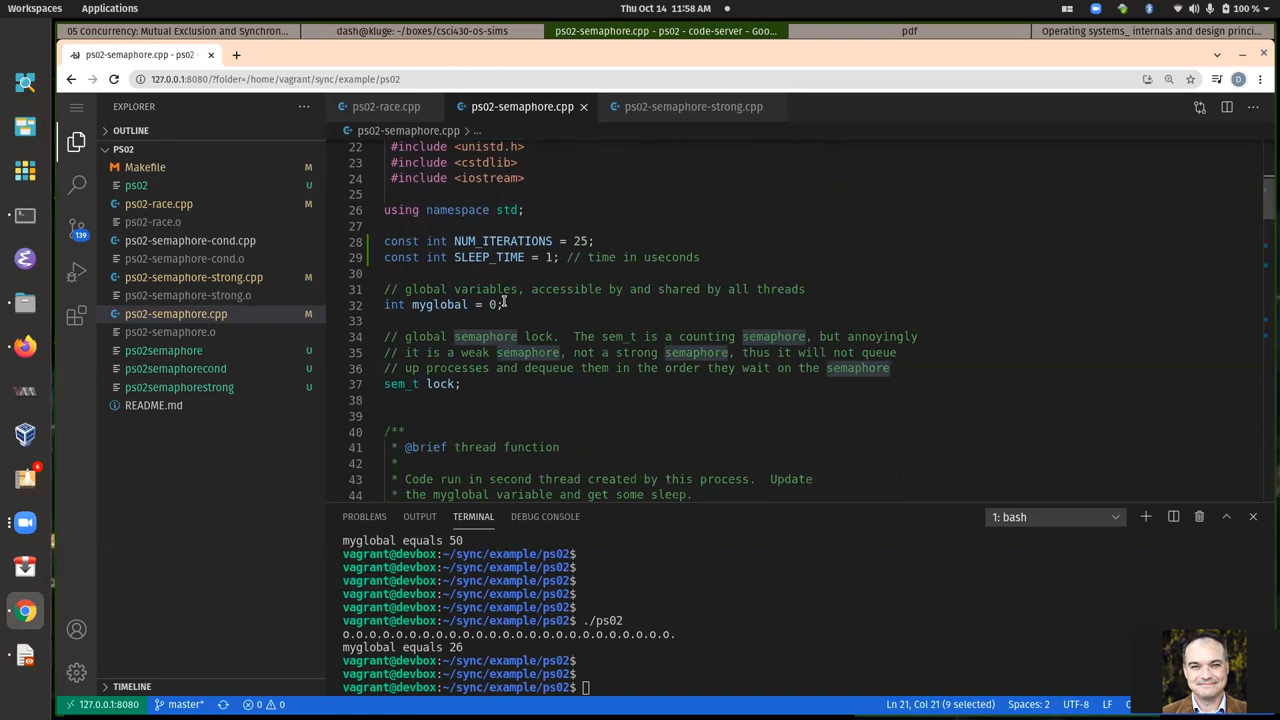 Workspaces Applications Thu Oct 14 11:58 AM 100 %
05 Concurrency: Mutual Exclusion and Synchron... dash@kluge: ~/boxes/csci430-os-sims ps02-semaphore.cpp - ps02 - code-server - Goo... pdf Operating systems_ internals and design princi...
ps02-semaphore.cpp - ps02 -
127.0.0.1:8080/?folder=/home/vagrant/sync/example/ps02
D
EXPLORER
OUTLINE
PS02
Makefile M
ps02 U
ps02-race.cpp M
ps02-race.o
ps02-semaphore-cond.cpp
ps02-semaphore-cond.o
ps02-semaphore-strong.cpp M
ps02-semaphore-strong.o
ps02-semaphore.cpp M
ps02-semaphore.o
ps02semaphore U
ps02semaphorecond U
ps02semaphorestrong U
README.md
TIMELINE
139
6
ps02-race.cpp ps02-semaphore.cpp ps02-semaphore-strong.cpp
ps02-semaphore.cpp > ...
22 #include <unistd.h>
23 #include <cstdlib>
24 #include <iostream>
25
26 using namespace std;
27
28 const int NUM_ITERATIONS = 25;
29 const int SLEEP_TIME = 1; // time in useconds
30
31 // global variables, accessible by and shared by all threads
32 int myglobal = 0;
33
34 // global semaphore lock.  The sem_t is a counting semaphore, but annoyingly
35 // it is a weak semaphore, not a strong semaphore, thus it will not queue
36 // up processes and dequeue them in the order they wait on the semaphore
37 sem_t lock;
38
39
40 /**
41 * @brief thread function
42 *
43 * Code run in second thread created by this process.  Update
44 * the myglobal variable and get some sleep.
PROBLEMS OUTPUT TERMINAL DEBUG CONSOLE 1: bash
myglobal equals 50
vagrant@devbox:~/sync/example/ps02$
vagrant@devbox:~/sync/example/ps02$
vagrant@devbox:~/sync/example/ps02$
vagrant@devbox:~/sync/example/ps02$
vagrant@devbox:~/sync/example/ps02$
vagrant@devbox:~/sync/example/ps02$ ./ps02
o.o.o.o.o.o.o.o.o.o.o.o.o.o.o.o.o.o.o.o.o.o.o.o.o.
myglobal equals 26
vagrant@devbox:~/sync/example/ps02$
vagrant@devbox:~/sync/example/ps02$
vagrant@devbox:~/sync/example/ps02$
127.0.0.1:8080 master* 0 0 Ln 21, Col 21 (9 selected) Spaces: 2 UTF-8 LF